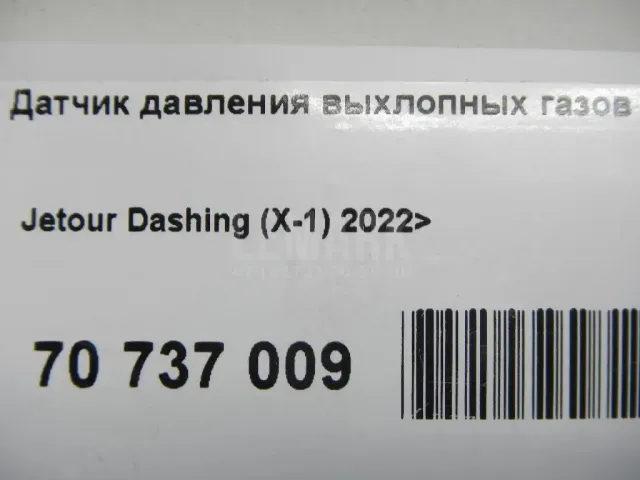 Датчик давления выхлопных газов
Jetour Dashing (X-1) 2022>
70 737 009